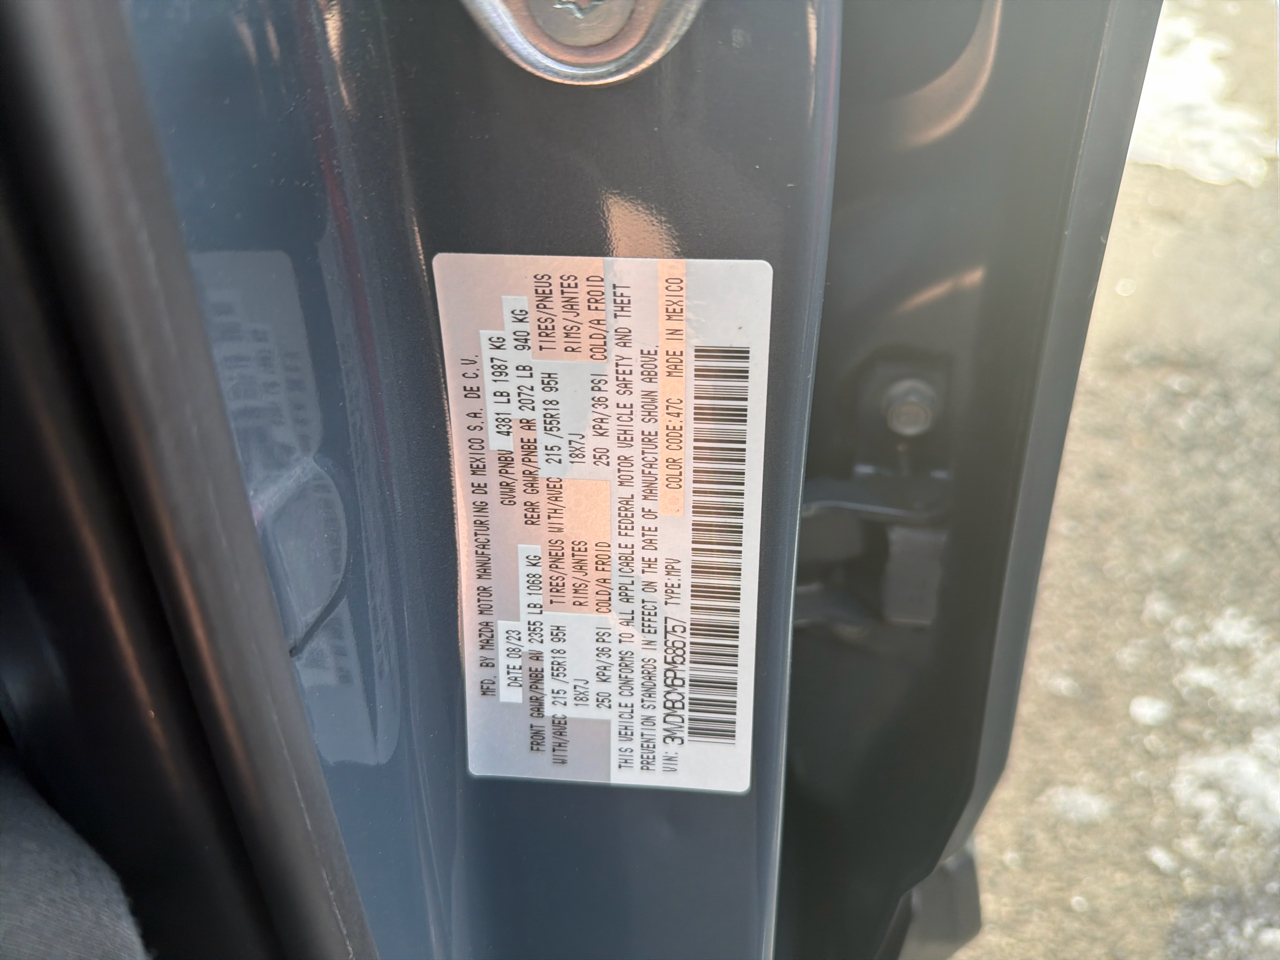 MFD. BY MAZDA MOTOR MANUFACTURING DE MEXICO S.A. DE C.V.
DATE 08/23 GVWR/PNBV 4381 LB 1987 KG
FRONT GAWR/PNBE AV 2355 LB 1068 KG REAR GAWR/PNBE AR 2072 LB 940 KG
WITH/AVEC 215 /55R18 95H TIRES/PNEUS WITH/AVEC 215 /55R18 95H TIRES/PNEUS
18X7J RIMS/JANTES 18X7J RIMS/JANTES
250 KPA/36 PSI COLD/A FROID 250 KPA/36 PSI COLD/A FROID
THIS VEHICLE CONFORMS TO ALL APPLICABLE FEDERAL MOTOR VEHICLE SAFETY AND THEFT
PREVENTION STANDARDS IN EFFECT ON THE DATE OF MANUFACTURE SHOWN ABOVE.
VIN: 3MVDMBCM6PM586757 TYPE:MPV COLOR CODE:47C MADE IN MEXICO